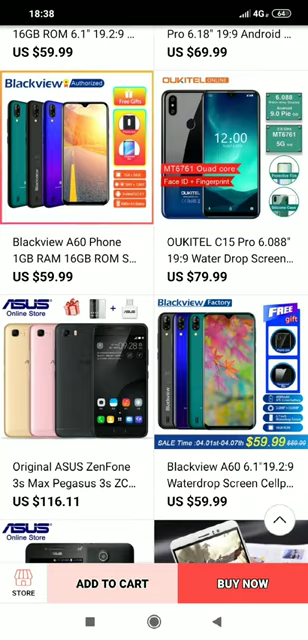 18:38
4G
64
16GB ROM 6.1" 19.2:9 ...
US $59.99
Pro 6.18" 19:9 Android ...
US $69.99
Blackview Authorized
Free Gifts
Blackview A60 Phone
1GB RAM 16GB ROM S...
US $59.99
OUKITEL ONLINE
6.088
Android
9.0 Pie
MT6761
5G
12:00
MT6761 Quad core
Face ID + Fingerprint
OUKITEL C15 Pro 6.088"
19:9 Water Drop Screen...
US $79.99
ASUS
Online Store
+
Original ASUS ZenFone
3s Max Pegasus 3s ZC...
US $116.11
Blackview Factory
FREE
gift
Blackview
SALE Time :04.01st-04.07th $59.99
Blackview A60 6.1"19.2:9
Waterdrop Screen Cellp...
US $59.99
ASUS
Online Store
STORE
ADD TO CART
BUY NOW